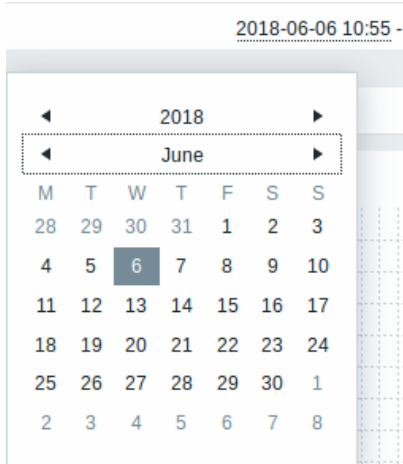 2018-06-06 10:55 -
◀ 2018 ▶
◀ June ▶
M T W T F S S
28 29 30 31 1 2 3
4 5 6 7 8 9 10
11 12 13 14 15 16 17
18 19 20 21 22 23 24
25 26 27 28 29 30 1
2 3 4 5 6 7 8